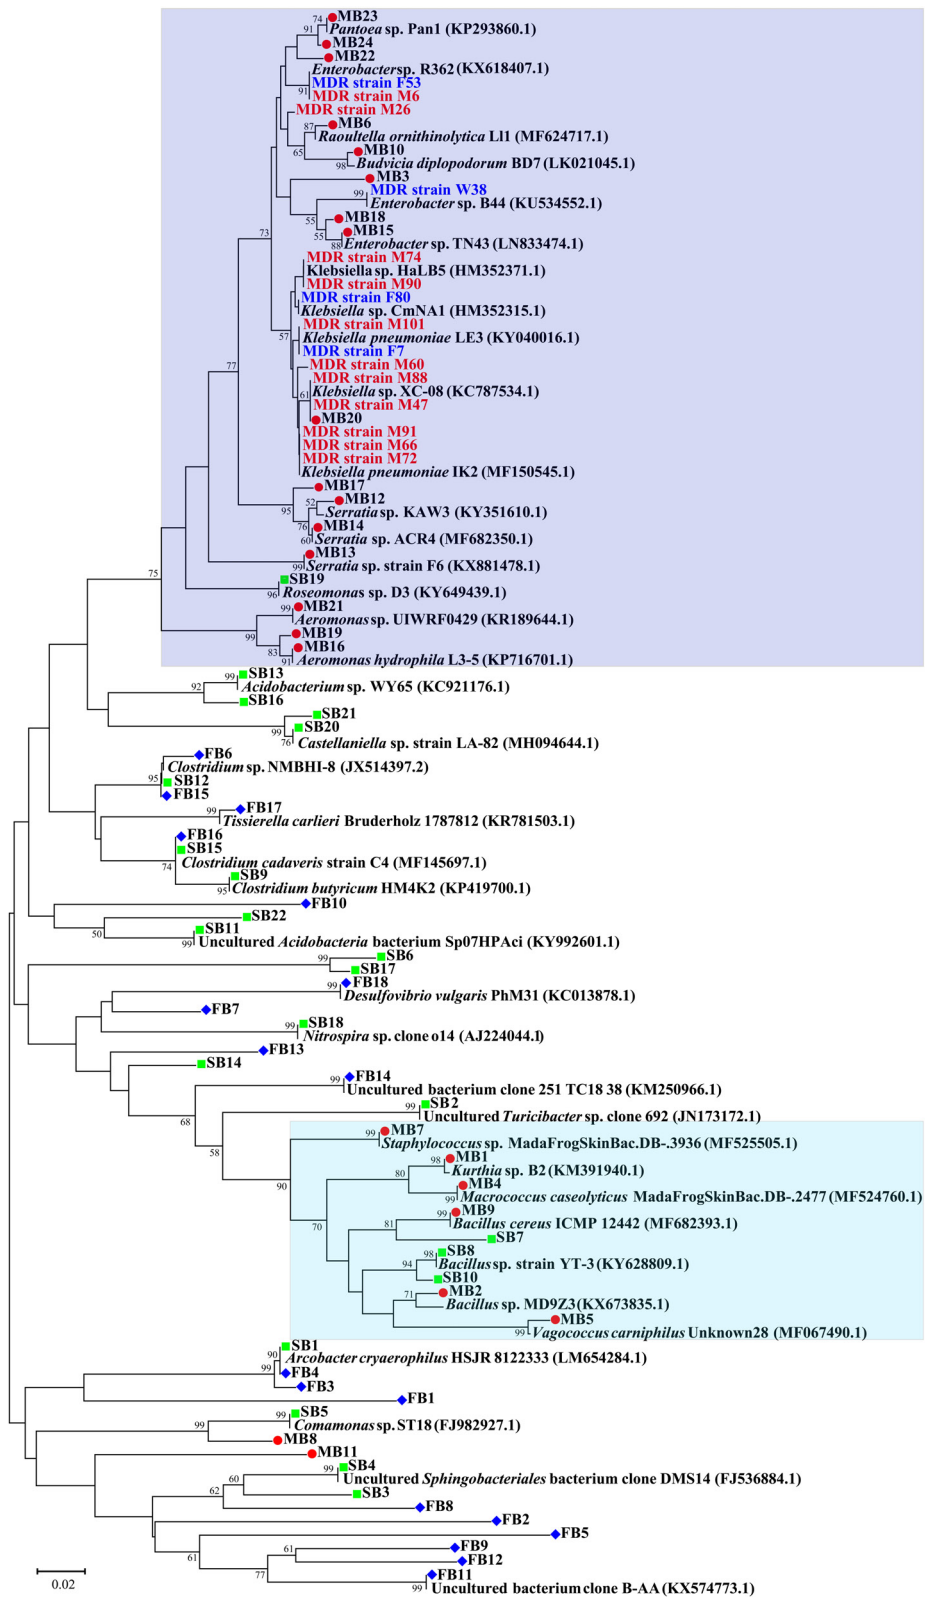 MB23
74
91
Pantoea sp. Pan1 (KP293860.1)
MB24
MB22
Enterobactersp. R362 (KX618407.1)
MDR strain F53
91
MDR strain M6
MDR strain M26
87
MB6
Raoultella ornithinolytica Ll1 (MF624717.1)
65
MB10
98
Budvicia diplopodorum BD7 (LK021045.1)
MB3
MDR strain W38
99
Enterobacter sp. B44 (KU534552.1)
55
MB18
55
MB15
88
Enterobacter sp. TN43 (LN833474.1)
73
MDR strain M74
Klebsiella sp. HaLB5 (HM352371.1)
MDR strain M90
MDR strain F80
Klebsiella sp. CmNA1 (HM352315.1)
MDR strain M101
57
Klebsiella pneumoniae LE3 (KY040016.1)
MDR strain F7
MDR strain M60
77
MDR strain M88
61
Klebsiella sp. XC-08 (KC787534.1)
MDR strain M47
MB20
MDR strain M91
MDR strain M66
MDR strain M72
Klebsiella pneumoniae IK2 (MF150545.1)
MB17
95
52
MB12
Serratia sp. KAW3 (KY351610.1)
76
MB14
60
Serratia sp. ACR4 (MF682350.1)
MB13
99
Serratia sp. strain F6 (KX881478.1)
75
SB19
96
Roseomonas sp. D3 (KY649439.1)
99
MB21
Aeromonas sp. UIWRF0429 (KR189644.1)
99
MB19
83
MB16
91
Aeromonas hydrophila L3-5 (KP716701.1)
99
SB13
92
Acidobacterium sp. WY65 (KC921176.1)
SB16
SB21
99
SB20
76
Castellaniella sp. strain LA-82 (MH094644.1)
FB6
Clostridium sp. NMBHI-8 (JX514397.2)
95
SB12
FB15
99
FB17
Tissierella carlieri Bruderholz 1787812 (KR781503.1)
FB16
SB15
74
Clostridium cadaveris strain C4 (MF145697.1)
SB9
95
Clostridium butyricum HM4K2 (KP419700.1)
FB10
SB22
50
SB11
99
Uncultured Acidobacteria bacterium Sp07HPAci (KY992601.1)
99
SB6
SB17
99
FB18
Desulfovibrio vulgaris PhM31 (KC013878.1)
FB7
99
SB18
Nitrospira sp. clone o14 (AJ224044.l)
FB13
SB14
99
FB14
Uncultured bacterium clone 251 TC18 38 (KM250966.1)
68
99
SB2
Uncultured Turicibacter sp. clone 692 (JN173172.1)
58
99
MB7
Staphylococcus sp. MadaFrogSkinBac.DB-.3936 (MF525505.1)
90
98
MB1
80
Kurthia sp. B2 (KM391940.1)
MB4
99
Macrococcus caseolyticus MadaFrogSkinBac.DB-.2477 (MF524760.1)
70
99
MB9
81
Bacillus cereus ICMP 12442 (MF682393.1)
SB7
98
SB8
94
Bacillus sp. strain YT-3 (KY628809.1)
SB10
71
MB2
Bacillus sp. MD9Z3 (KX673835.1)
MB5
99
Vagococcus carniphilus Unknown28 (MF067490.1)
SB1
90
Arcobacter cryaerophilus HSJR 8122333 (LM654284.1)
99
FB4
FB3
FB1
99
SB5
99
Comamonas sp. ST18 (FJ982927.1)
MB8
MB11
99
SB4
60
Uncultured Sphingobacteriales bacterium clone DMS14 (FJ536884.1)
62
SB3
FB8
FB2
FB5
61
61
FB9
FB12
77
FB11
99
Uncultured bacterium clone B-AA (KX574773.1)
0.02